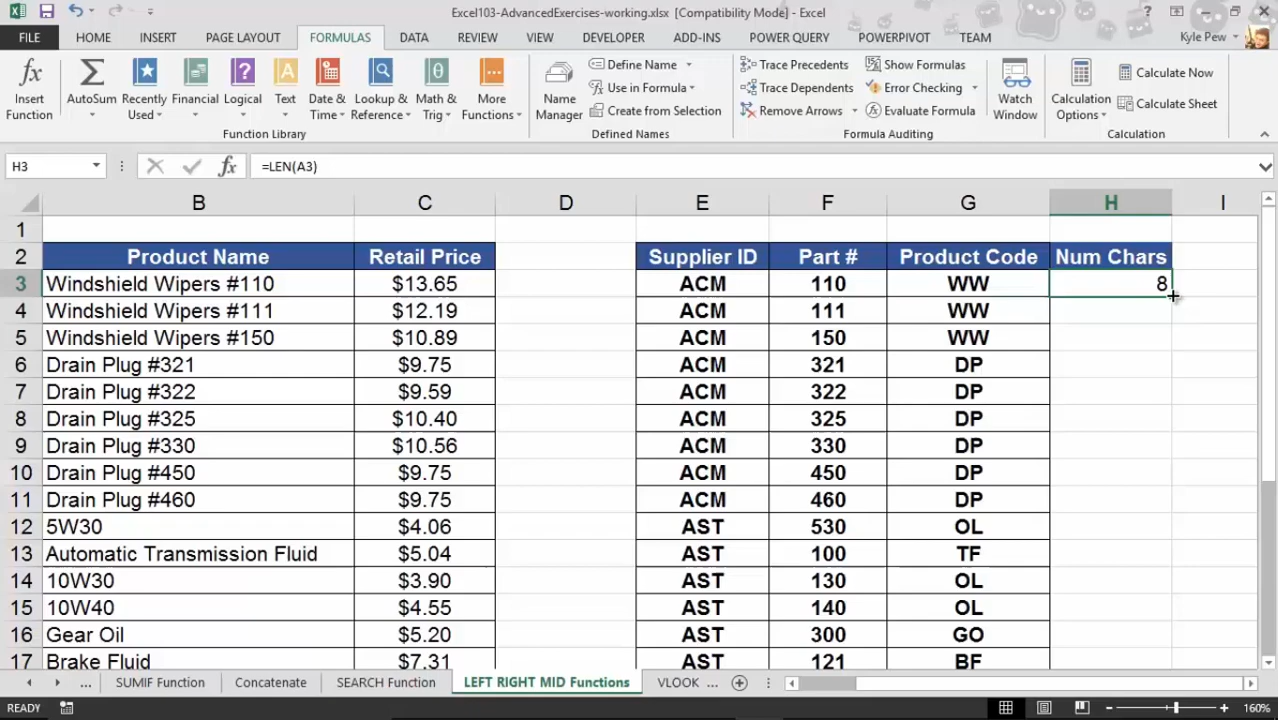 Excel103-AdvancedExercises-working.xlsx [Compatibility Mode] - Excel
FILE HOME INSERT PAGE LAYOUT FORMULAS DATA REVIEW VIEW DEVELOPER ADD-INS POWER QUERY POWERPIVOT TEAM Kyle Pew
Insert Function
AutoSum
Recently Used
Financial
Logical
Text
Date & Time
Lookup & Reference
Math & Trig
More Functions
Function Library
Name Manager
Define Name
Use in Formula
Create from Selection
Defined Names
Trace Precedents
Trace Dependents
Remove Arrows
Show Formulas
Error Checking
Evaluate Formula
Formula Auditing
Watch Window
Calculation Options
Calculate Now
Calculate Sheet
Calculation
H3 fx =LEN(A3)
B C D E F G H I
1
2 Product Name Retail Price Supplier ID Part # Product Code Num Chars
3 Windshield Wipers #110 $13.65 ACM 110 WW 8
4 Windshield Wipers #111 $12.19 ACM 111 WW
5 Windshield Wipers #150 $10.89 ACM 150 WW
6 Drain Plug #321 $9.75 ACM 321 DP
7 Drain Plug #322 $9.59 ACM 322 DP
8 Drain Plug #325 $10.40 ACM 325 DP
9 Drain Plug #330 $10.56 ACM 330 DP
10 Drain Plug #450 $9.75 ACM 450 DP
11 Drain Plug #460 $9.75 ACM 460 DP
12 5W30 $4.06 AST 530 OL
13 Automatic Transmission Fluid $5.04 AST 100 TF
14 10W30 $3.90 AST 130 OL
15 10W40 $4.55 AST 140 OL
16 Gear Oil $5.20 AST 300 GO
17 Brake Fluid $7.31 AST 121 BF
... SUMIF Function Concatenate SEARCH Function LEFT RIGHT MID Functions VLOOK ...
READY 160%